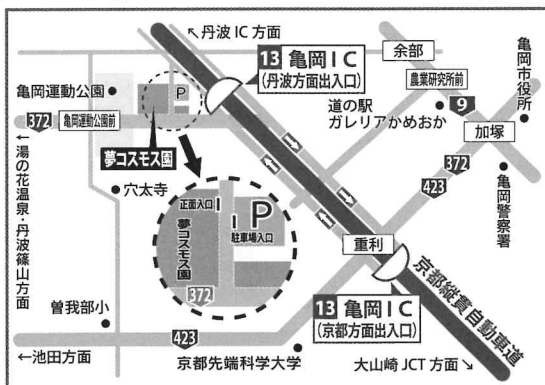 ↖丹波IC方面
13 亀岡IC
(丹波方面出入口)
余部
亀岡市役所
農業研究所前
9
道の駅
ガレリアかめおか
加塚
亀岡運動公園
P
372
亀岡運動公園前
夢コスモス園
372
423
亀岡警察署
←湯の花温泉・丹波篠山方面
穴太寺
正面入口
P
駐車場入口
夢コスモス園
372
重利
曽我部小
13 亀岡IC
(京都方面出入口)
京都縦貫自動車道
423
←池田方面
京都先端科学大学
大山崎JCT方面↘